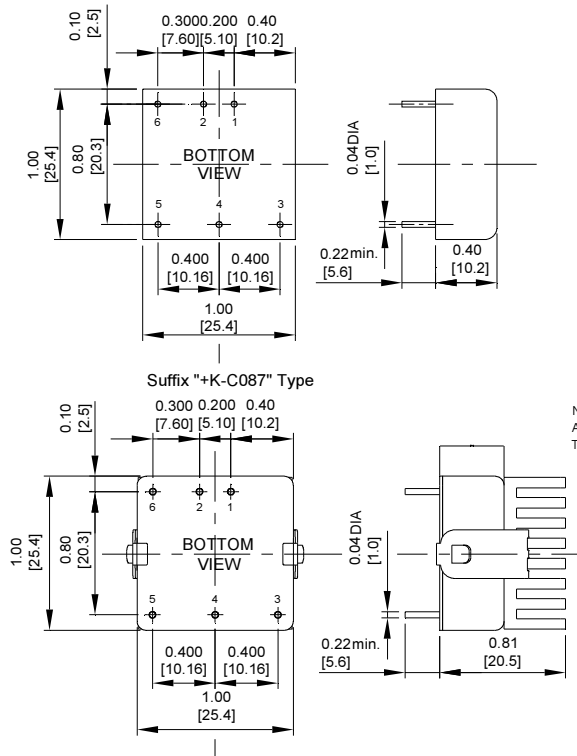 0.10
[2.5]
0.300 0.200 0.40
[7.60] [5.10] [10.2]
6 2 1
BOTTOM
VIEW
5 4 3
1.00
[25.4]
0.80
[20.3]
0.400 0.400
[10.16] [10.16]
1.00
[25.4]
0.04DIA
[1.0]
0.22min.
[5.6]
0.40
[10.2]
Suffix "+K-C087" Type
0.10
[2.5]
0.300 0.200 0.40
[7.60] [5.10] [10.2]
6 2 1
BOTTOM
VIEW
5 4 3
1.00
[25.4]
0.80
[20.3]
0.400 0.400
[10.16] [10.16]
1.00
[25.4]
0.04DIA
[1.0]
0.22min.
[5.6]
0.81
[20.5]
N
A
T